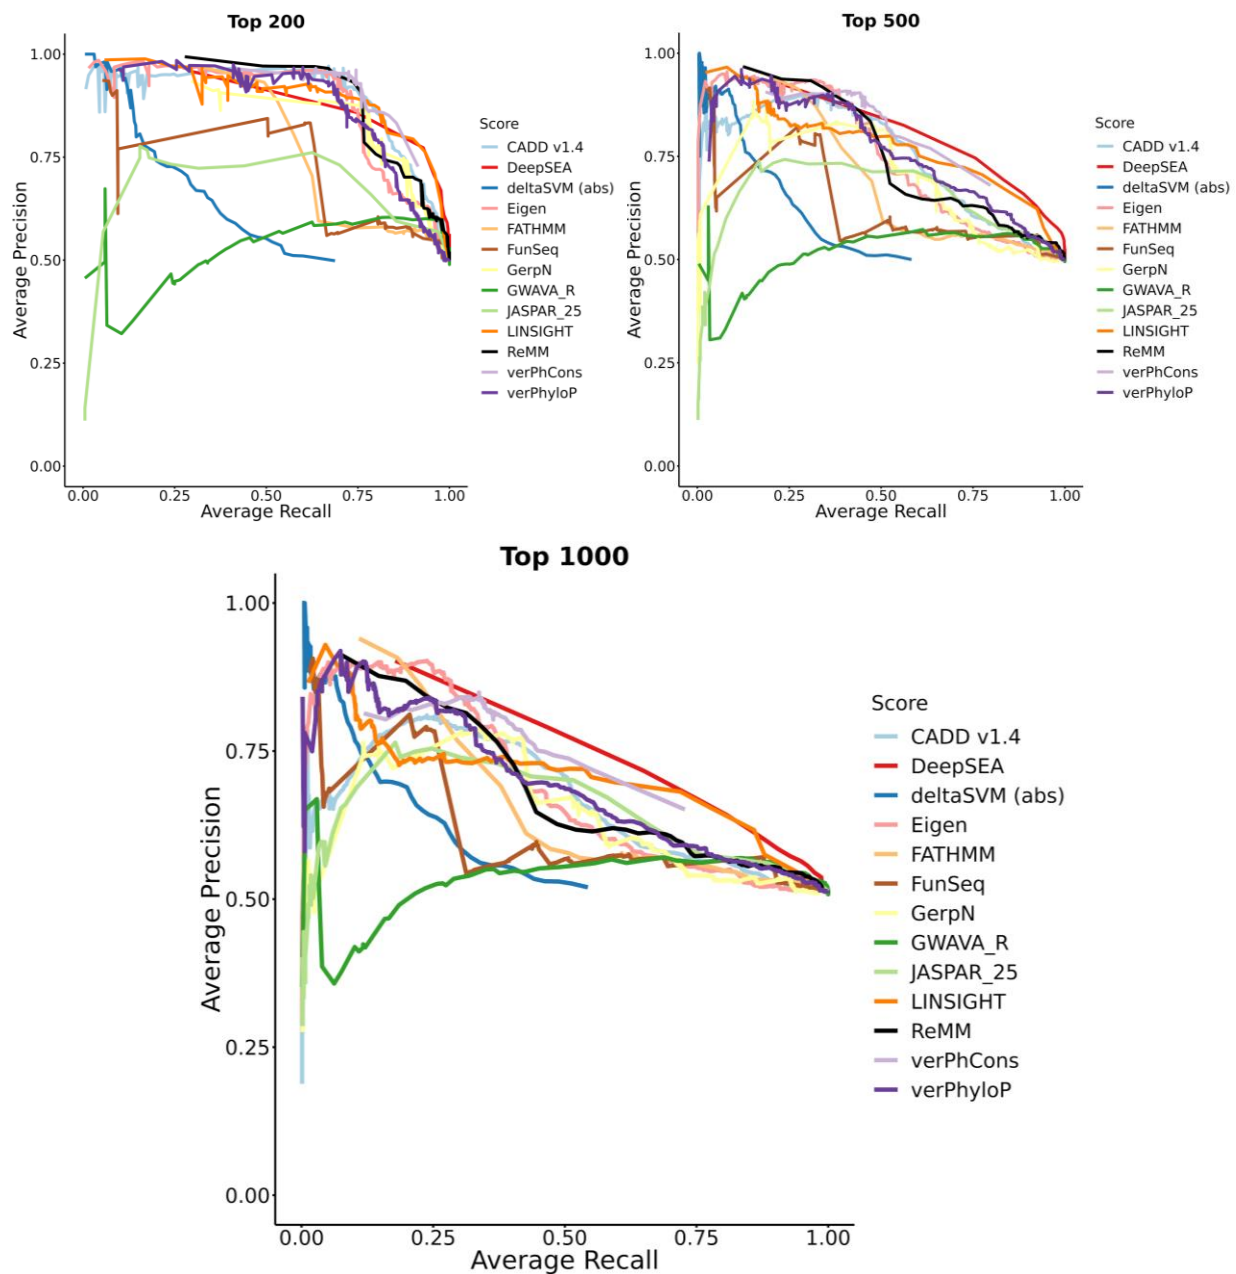 Top 200
Average Precision
1.00
0.75
0.50
0.25
0.00
0.00 0.25 0.50 0.75 1.00
Average Recall
Score
CADD v1.4
DeepSEA
deltaSVM (abs)
Eigen
FATHMM
FunSeq
GerpN
GWAVA_R
JASPAR_25
LINSIGHT
ReMM
verPhCons
verPhyloP
Top 500
Average Precision
1.00
0.75
0.50
0.25
0.00
0.00 0.25 0.50 0.75 1.00
Average Recall
Score
CADD v1.4
DeepSEA
deltaSVM (abs)
Eigen
FATHMM
FunSeq
GerpN
GWAVA_R
JASPAR_25
LINSIGHT
ReMM
verPhCons
verPhyloP
Top 1000
Average Precision
1.00
0.75
0.50
0.25
0.00
0.00 0.25 0.50 0.75 1.00
Average Recall
Score
CADD v1.4
DeepSEA
deltaSVM (abs)
Eigen
FATHMM
FunSeq
GerpN
GWAVA_R
JASPAR_25
LINSIGHT
ReMM
verPhCons
verPhyloP